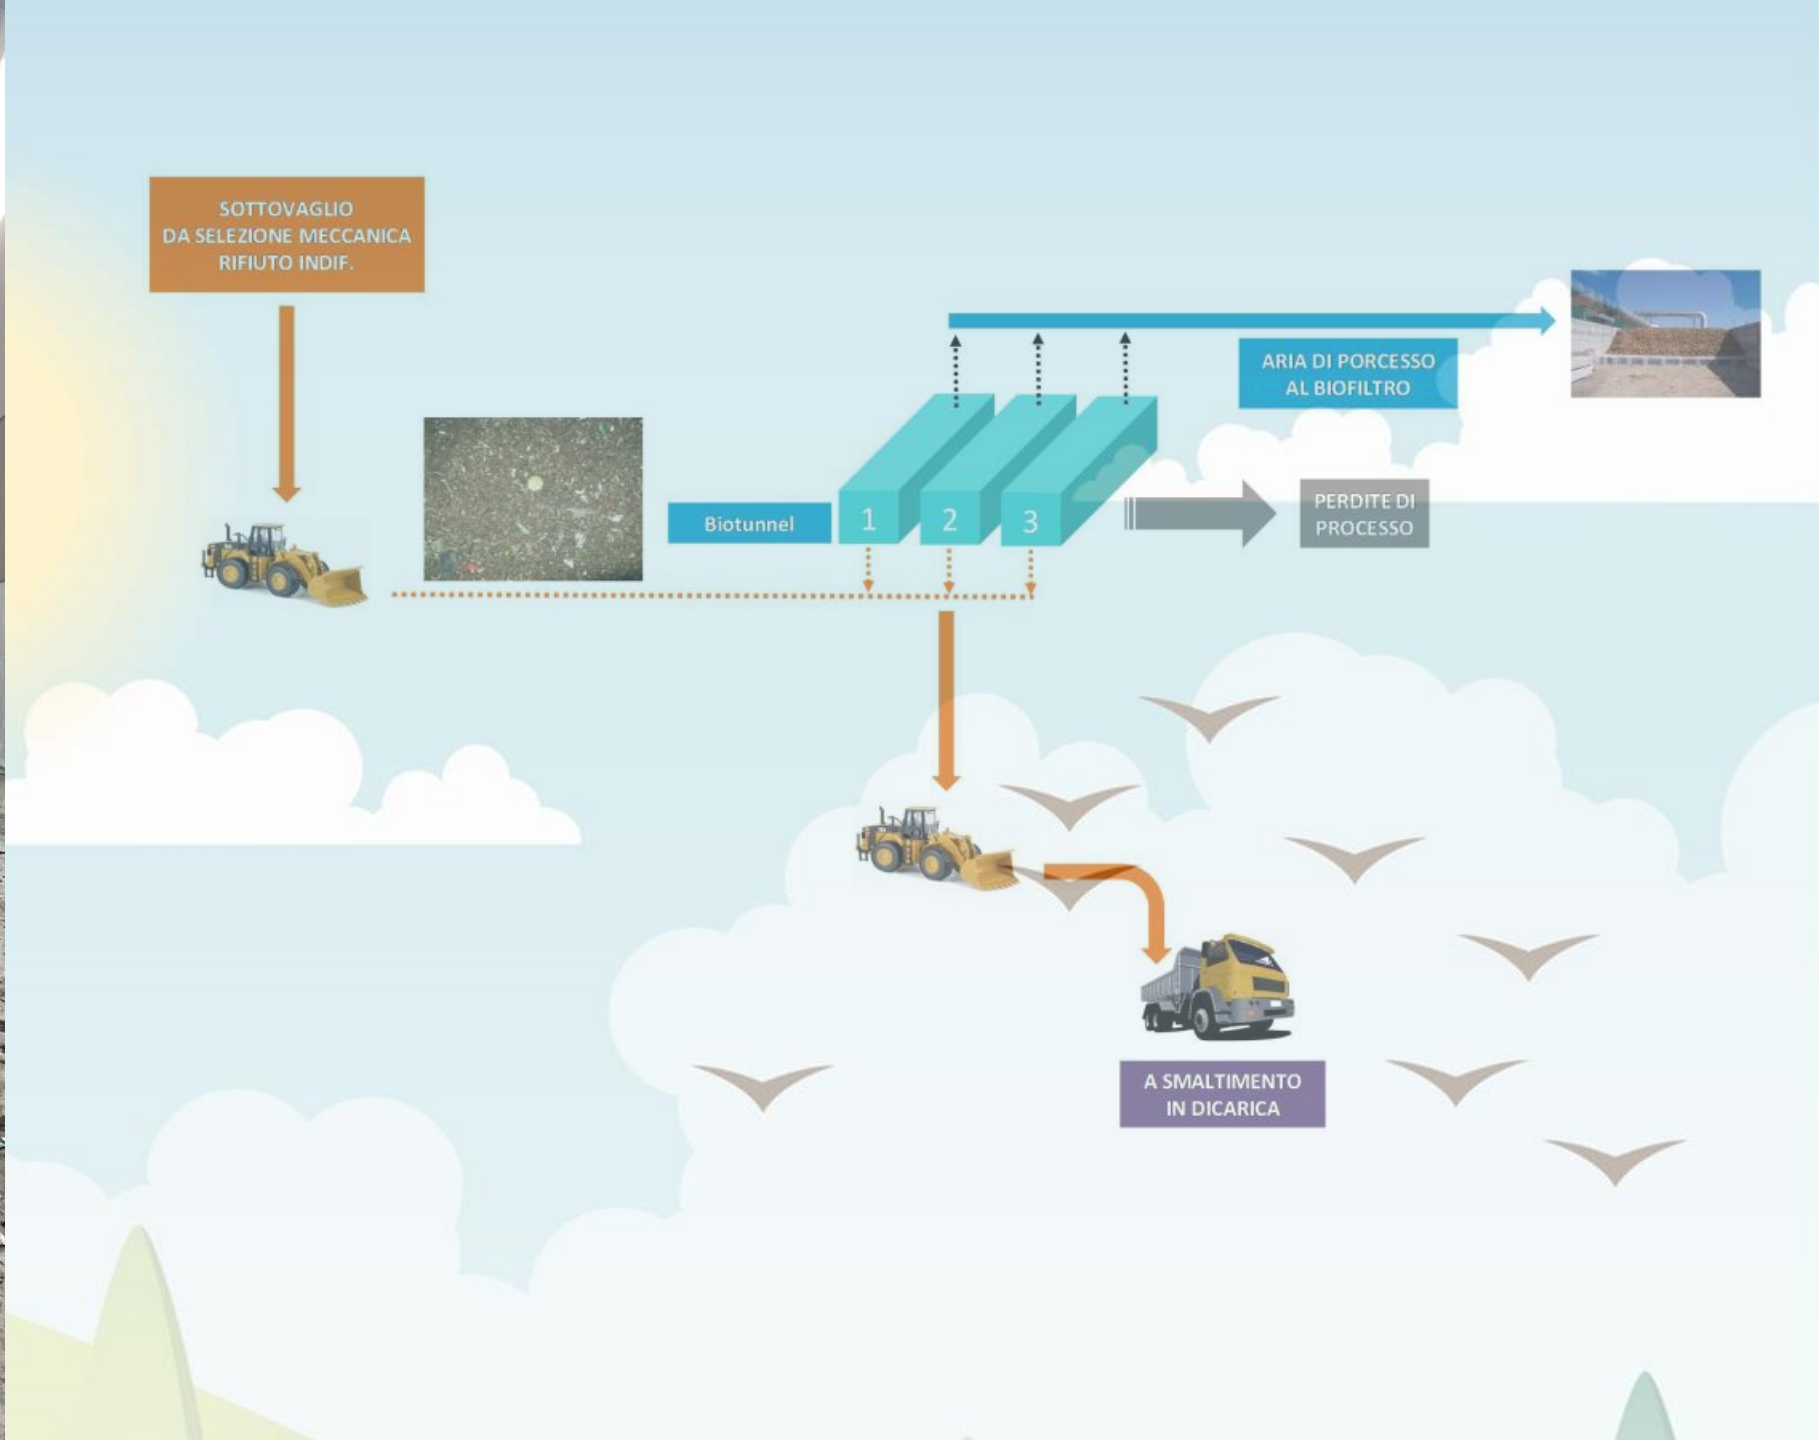 SOTTOVAGLIO
DA SELEZIONE MECCANICA
RIFIUTO INDIF.
ARIA DI PORCESSO
AL BIOFILTRO
Biotunnel
1
2
3
PERDITE DI
PROCESSO
A SMALTIMENTO
IN DICARICA